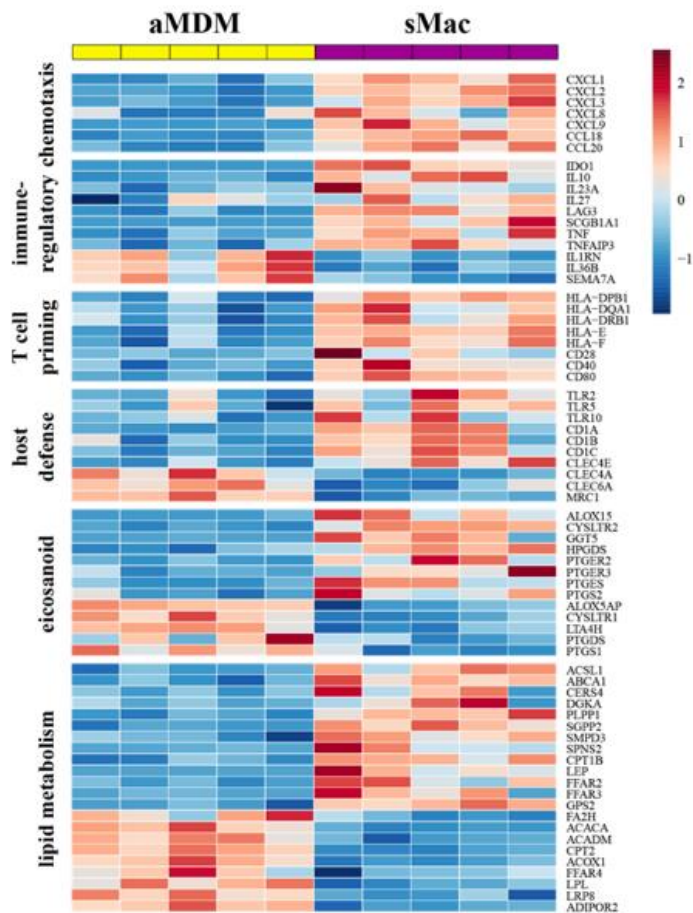 aMDM sMac
chemotaxis
CXCL1
CXCL2
CXCL3
CXCL8
CXCL9
CCL18
CCL20
immune-
regulatory
IDO1
IL10
IL23A
IL27
LAG3
SCGB1A1
TNF
TNFAIP3
IL1RN
IL36B
SEMA7A
T cell
priming
HLA-DPB1
HLA-DQA1
HLA-DRB1
HLA-E
HLA-F
CD28
CD40
CD80
host
defense
TLR2
TLR5
TLR10
CD1A
CD1B
CD1C
CLEC4E
CLEC4A
CLEC6A
MRC1
eicosanoid
ALOX15
CYSLTR2
GGT5
HPGDS
PTGER2
PTGER3
PTGES
PTGS2
ALOX5AP
CYSLTR1
LTA4H
PTGDS
PTGS1
lipid metabolism
ACSL1
ABCA1
CERS4
DGKA
PLPP1
SGPP2
SMPD3
SPNS2
CPT1B
LEP
FFAR2
FFAR3
GPS2
FA2H
ACACA
ACADM
CPT2
ACOX1
FFAR4
LPL
LRP8
ADIPOR2
2
1
0
−1